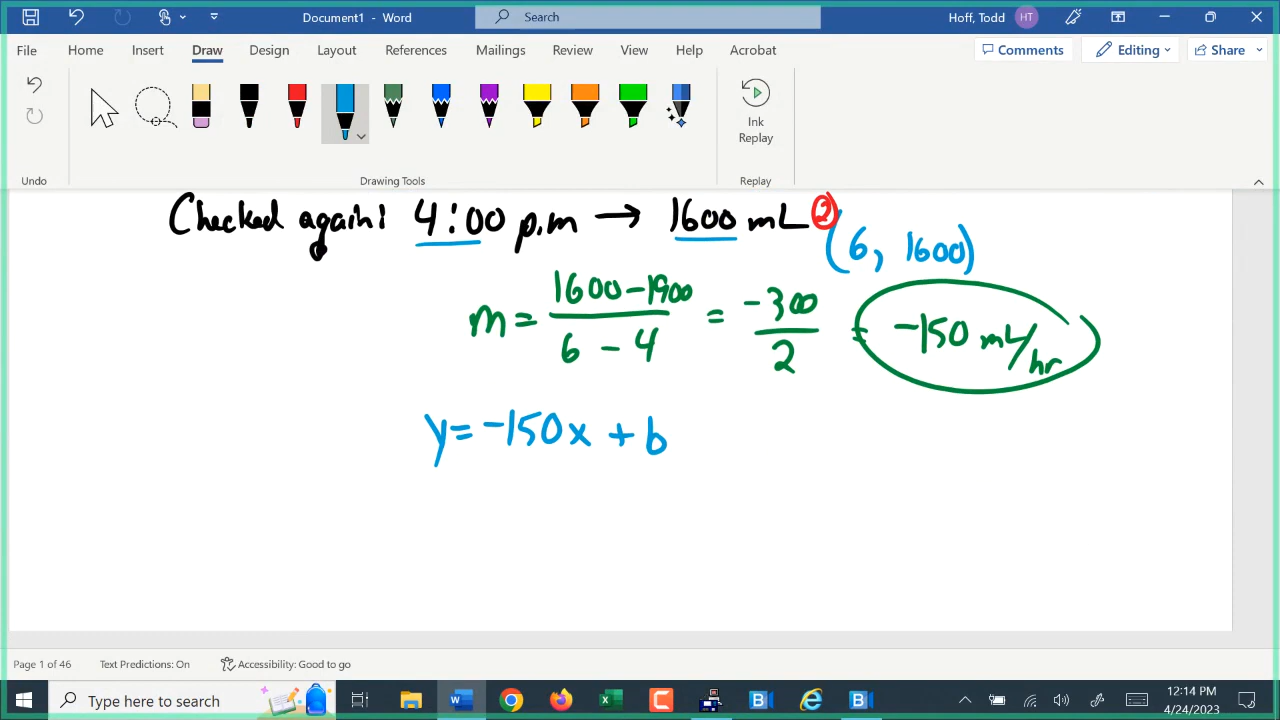 Document1 - Word
Search
Hoff, Todd
HT
File
Home
Insert
Draw
Design
Layout
References
Mailings
Review
View
Help
Acrobat
Comments
Editing
Share
Ink
Replay
Undo
Drawing Tools
Replay
Checked again: 4:00 p.m → 1600 mL ②
(6, 1600)
m = (1600 - 1900)/(6 - 4) = -300/2 = -150 mL/hr
y = -150x + b
Page 1 of 46
Text Predictions: On
Accessibility: Good to go
Type here to search
12:14 PM
4/24/2023